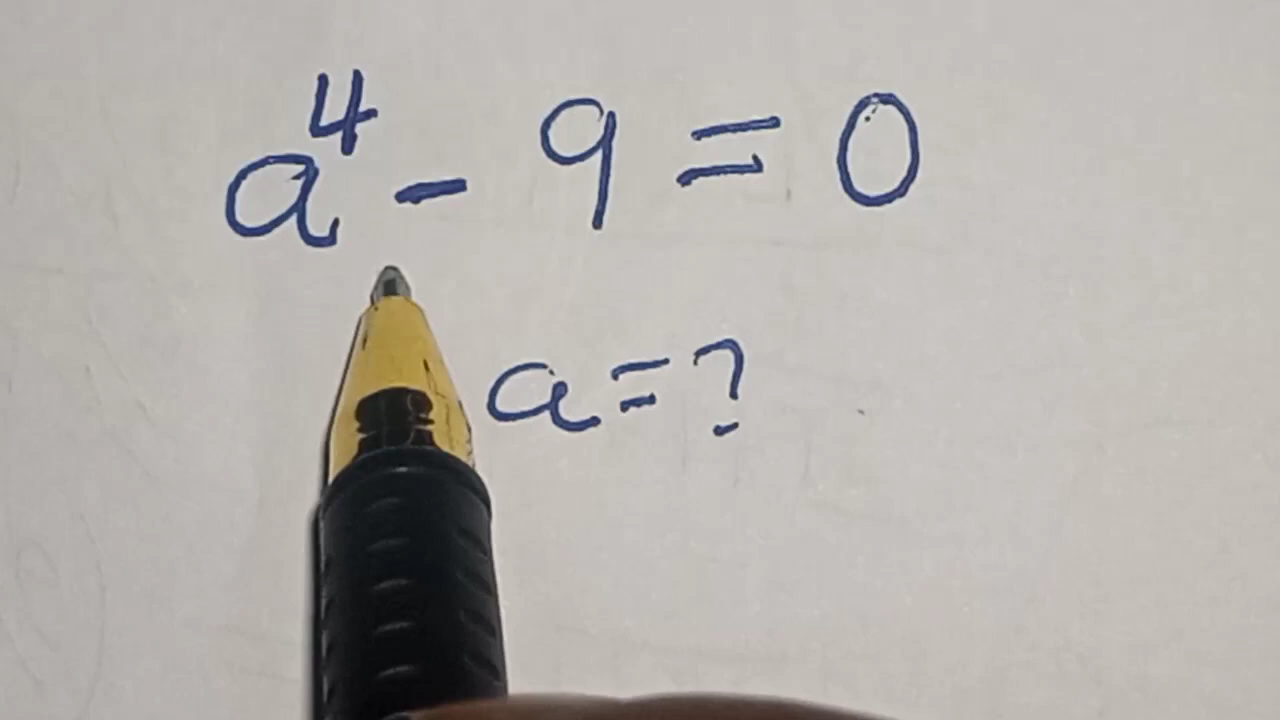 a⁴ - 9 = 0
a = ?